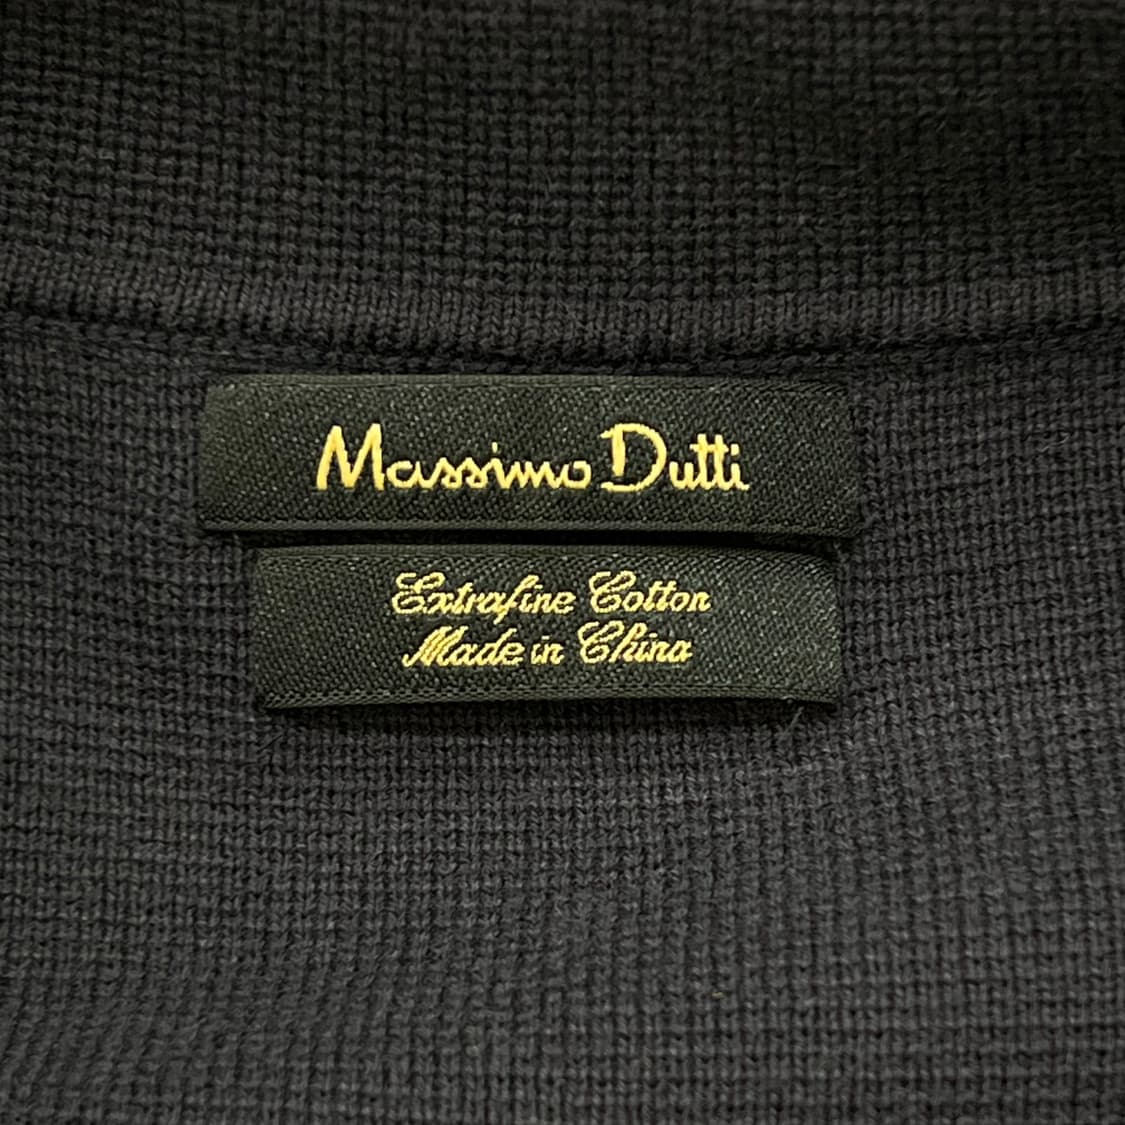 Massimo Dutti
Extrafine Cotton
Made in China